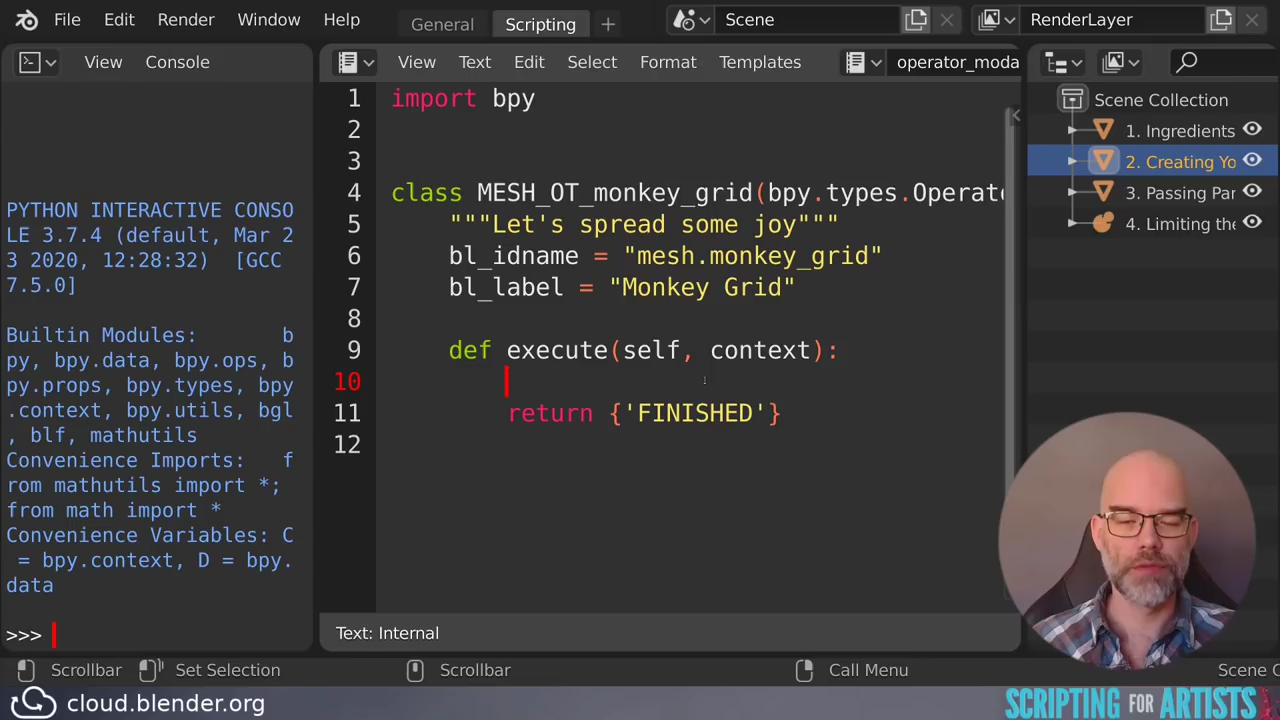 File Edit Render Window Help General Scripting + Scene RenderLayer
View Console
View Text Edit Select Format Templates operator_moda
PYTHON INTERACTIVE CONSO
LE 3.7.4 (default, Mar 2
3 2020, 12:28:32)  [GCC
7.5.0]
Builtin Modules:      b
py, bpy.data, bpy.ops, b
py.props, bpy.types, bpy
.context, bpy.utils, bgl
, blf, mathutils
Convenience Imports:   f
rom mathutils import *;
from math import *
Convenience Variables: C
 = bpy.context, D = bpy.
data
>>>
1 import bpy
2
3
4 class MESH_OT_monkey_grid(bpy.types.Operato
5     """Let's spread some joy"""
6     bl_idname = "mesh.monkey_grid"
7     bl_label = "Monkey Grid"
8
9     def execute(self, context):
10
11         return {'FINISHED'}
12
Text: Internal
Scene Collection
1. Ingredients
2. Creating Yo
3. Passing Par
4. Limiting the
Scrollbar Set Selection Scrollbar Call Menu Scene C
cloud.blender.org
SCRIPTING FOR ARTISTS